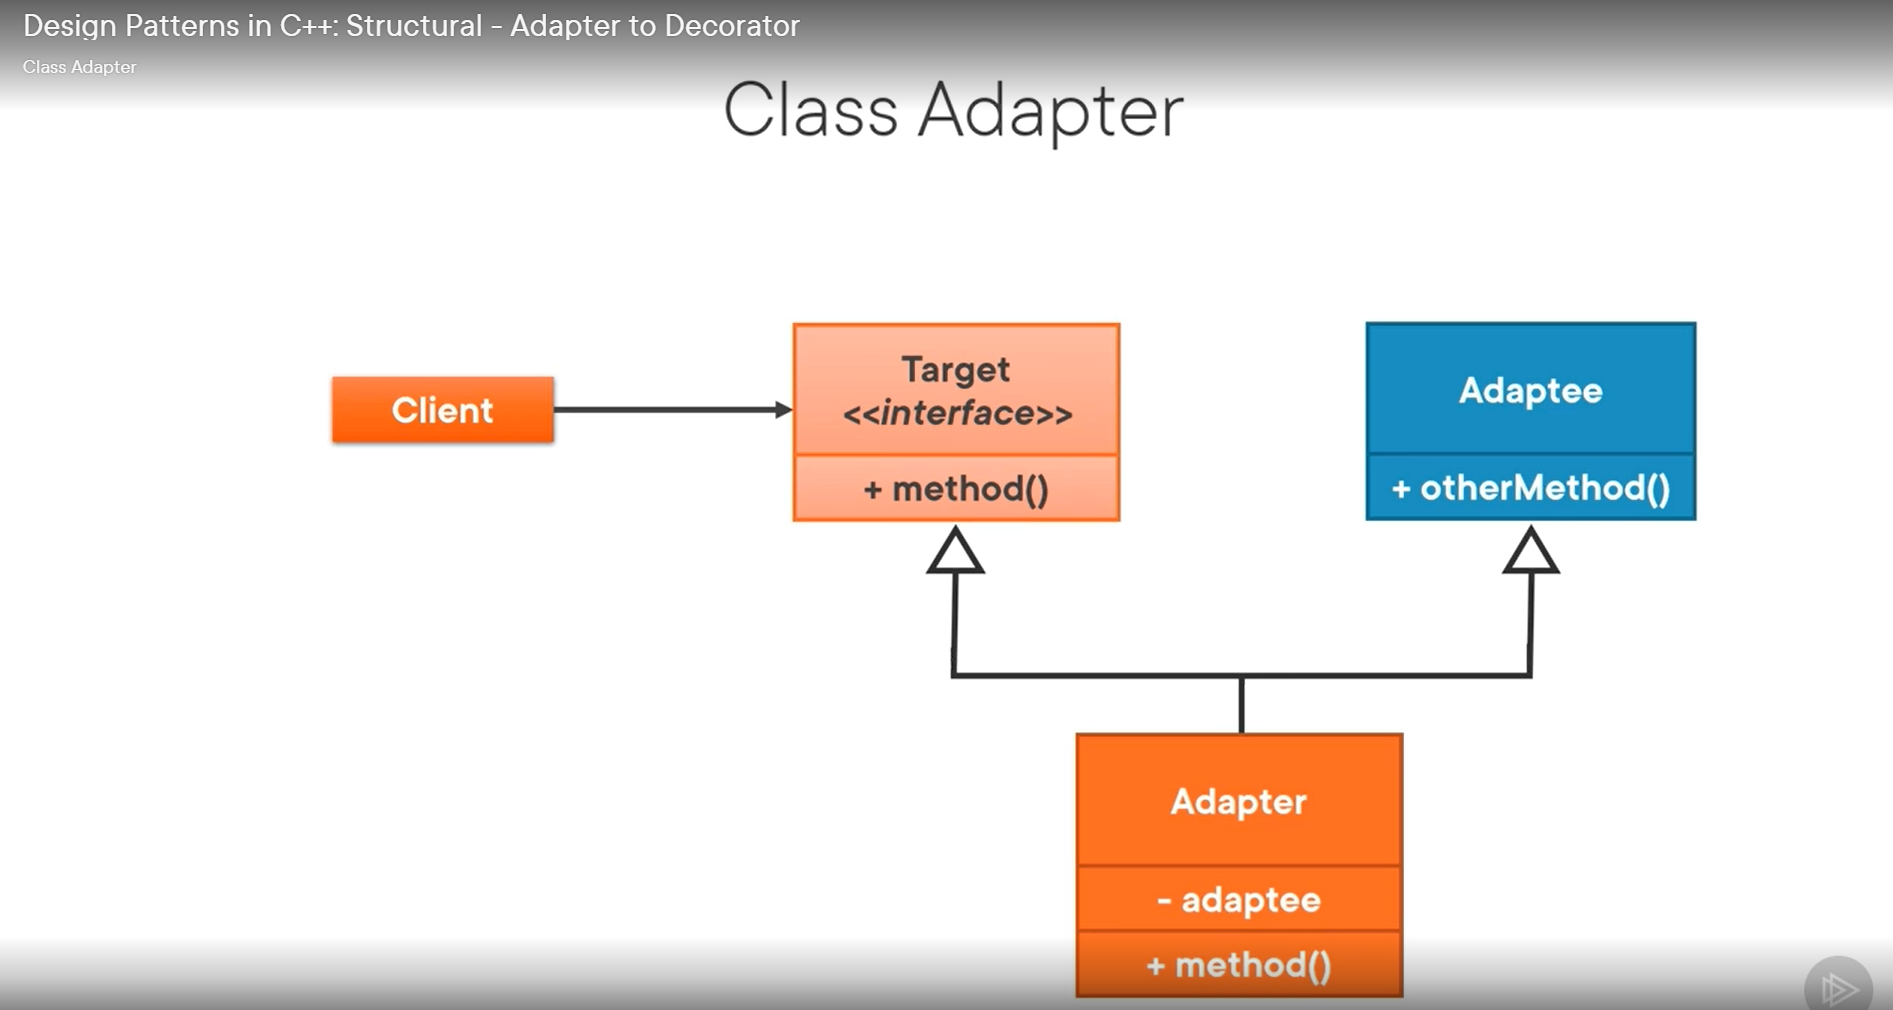 Design Patterns in C++: Structural - Adapter to Decorator
Class Adapter
Class Adapter
Client
Target
<<interface>>
+ method()
Adaptee
+ otherMethod()
Adapter
- adaptee
+ method()